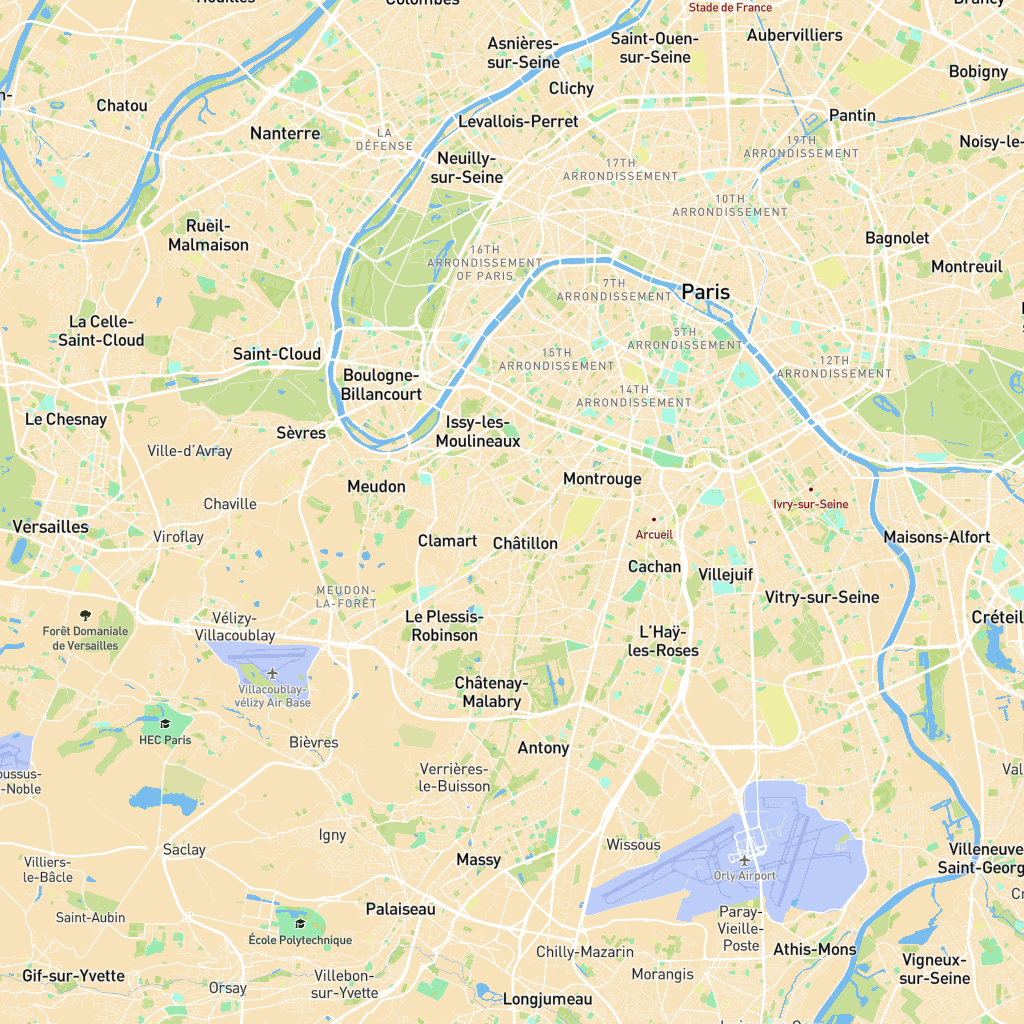 Stade de France
Aubervilliers
Saint-Ouen-
sur-Seine
Asnières-
sur-Seine
Bobigny
Clichy
Chatou
Pantin
Levallois-Perret
Nanterre
LA
DÉFENSE
19TH
ARRONDISSEMENT
Noisy-le-
Neuilly-
sur-Seine
17TH
ARRONDISSEMENT
10TH
ARRONDISSEMENT
Rueil-
Malmaison
Bagnolet
16TH
ARRONDISSEMENT
OF PARIS
Montreuil
7TH
ARRONDISSEMENT
Paris
La Celle-
Saint-Cloud
5TH
ARRONDISSEMENT
Saint-Cloud
15TH
ARRONDISSEMENT
12TH
ARRONDISSEMENT
Boulogne-
Billancourt
14TH
ARRONDISSEMENT
Le Chesnay
Sèvres
Issy-les-
Moulineaux
Ville-d'Avray
Meudon
Montrouge
Chaville
Ivry-sur-Seine
Versailles
Viroflay
Clamart
Châtillon
Arcueil
Maisons-Alfort
Cachan
Villejuif
MEUDON-
LA-FORÊT
Vitry-sur-Seine
Forêt Domaniale
de Versailles
Vélizy-
Villacoublay
Le Plessis-
Robinson
L'Haÿ-
les-Roses
Créteil
Villacoublay-
vélizy Air Base
Châtenay-
Malabry
HEC Paris
Bièvres
Antony
oussus-
-Noble
Verrières-
le-Buisson
Val
Igny
Saclay
Wissous
Villiers-
le-Bâcle
Massy
Orly Airport
Villeneuve
Saint-Georg
Saint-Aubin
Palaiseau
École Polytechnique
Paray-
Vieille-
Poste
Chilly-Mazarin
Athis-Mons
Gif-sur-Yvette
Orsay
Villebon-
sur-Yvette
Morangis
Vigneux-
sur-Seine
Longjumeau